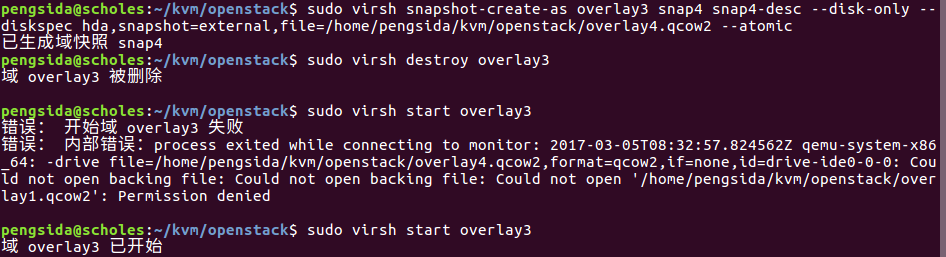 pengsida@scholes:~/kvm/openstack$ sudo virsh snapshot-create-as overlay3 snap4 snap4-desc --disk-only --
diskspec hda,snapshot=external,file=/home/pengsida/kvm/openstack/overlay4.qcow2 --atomic
已生成域快照 snap4
pengsida@scholes:~/kvm/openstack$ sudo virsh destroy overlay3
域 overlay3 被删除
pengsida@scholes:~/kvm/openstack$ sudo virsh start overlay3
错误： 开始域 overlay3 失败
错误： 内部错误：process exited while connecting to monitor: 2017-03-05T08:32:57.824562Z qemu-system-x86
_64: -drive file=/home/pengsida/kvm/openstack/overlay4.qcow2,format=qcow2,if=none,id=drive-ide0-0-0: Cou
ld not open backing file: Could not open backing file: Could not open '/home/pengsida/kvm/openstack/over
lay1.qcow2': Permission denied
pengsida@scholes:~/kvm/openstack$ sudo virsh start overlay3
域 overlay3 已开始